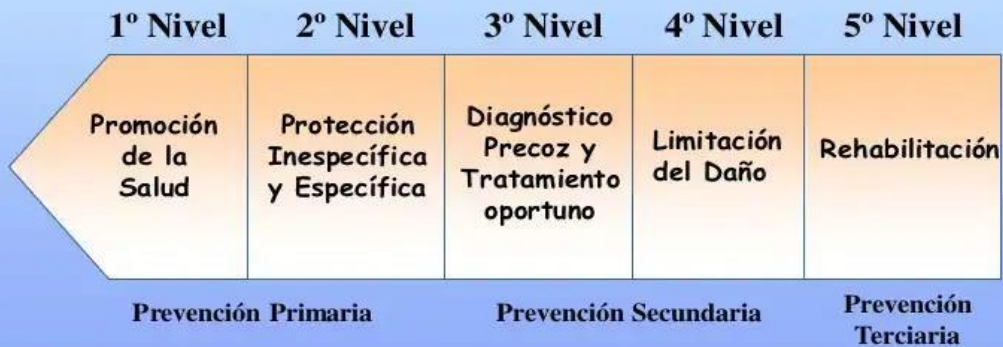 1º Nivel 2º Nivel 3º Nivel 4º Nivel 5º Nivel
Promoción
de la
Salud
Protección
Inespecífica
y Específica
Diagnóstico
Precoz y
Tratamiento
oportuno
Limitación
del Daño
Rehabilitación
Prevención Primaria
Prevención Secundaria
Prevención
Terciaria